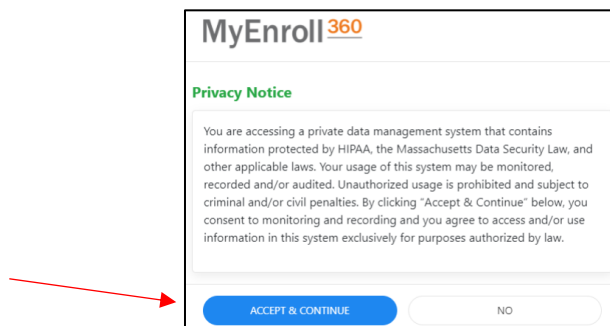 MyEnroll 360
Privacy Notice
You are accessing a private data management system that contains
information protected by HIPAA, the Massachusetts Data Security Law, and
other applicable laws. Your usage of this system may be monitored,
recorded and/or audited. Unauthorized usage is prohibited and subject to
criminal and/or civil penalties. By clicking “Accept & Continue” below, you
consent to monitoring and recording and you agree to access and/or use
information in this system exclusively for purposes authorized by law.
ACCEPT & CONTINUE
NO